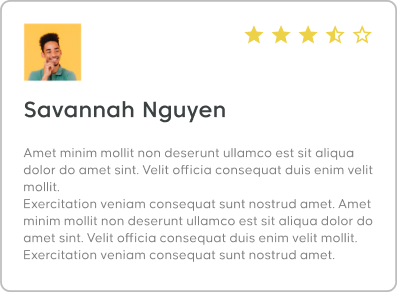 Savannah Nguyen
Amet minim mollit non deserunt ullamco est sit aliqua
dolor do amet sint. Velit officia consequat duis enim velit
mollit.
Exercitation veniam consequat sunt nostrud amet. Amet
minim mollit non deserunt ullamco est sit aliqua dolor do
amet sint. Velit officia consequat duis enim velit mollit.
Exercitation veniam consequat sunt nostrud amet.